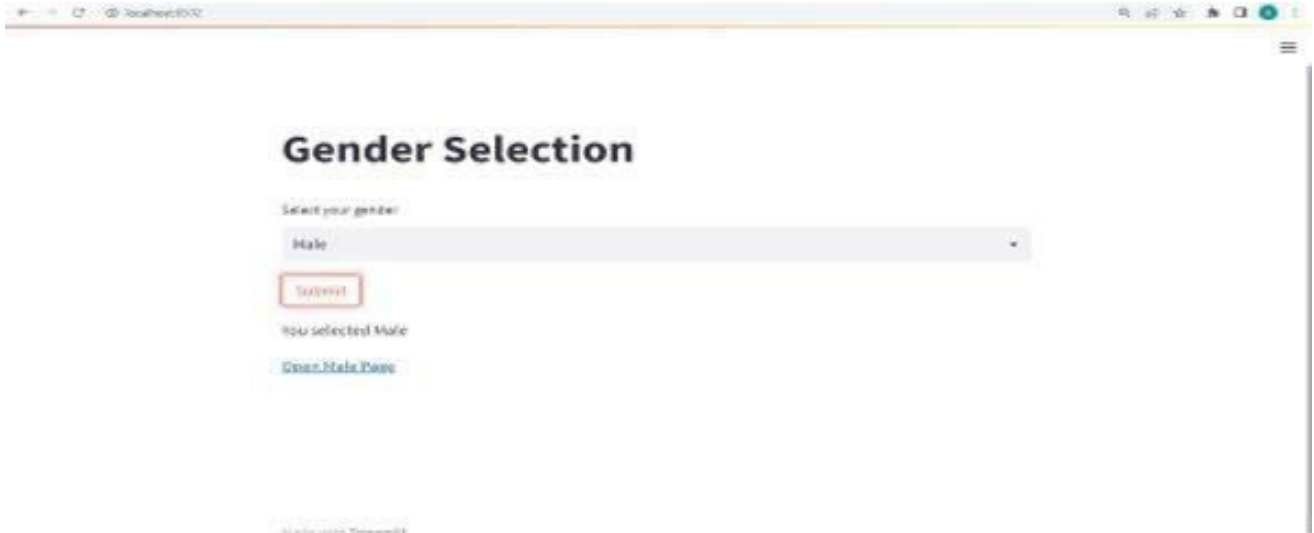 Gender Selection
Select your gender
Male
Submit
You selected Male
Open Male Page